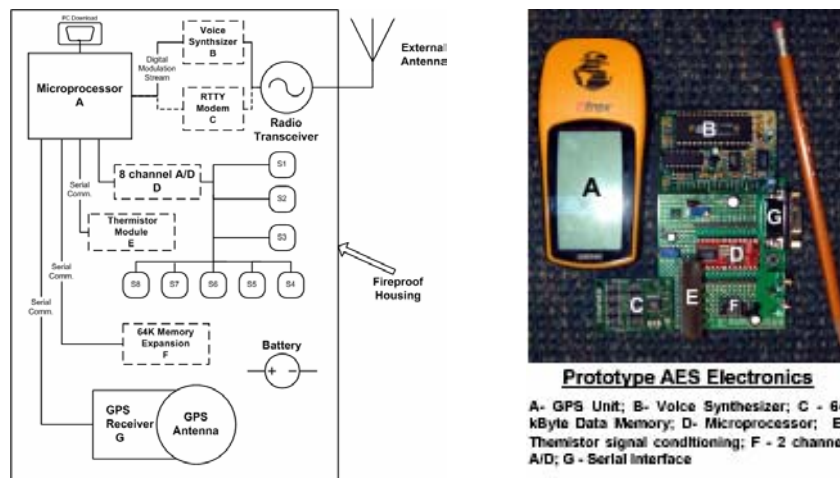 PC Download
Microprocessor
A
Digital
Modulation
Stream
Voice
Synthsizer
B
RTTY
Modem
C
Radio
Transceiver
External
Antenna
8 channel A/D
D
Serial
Comm.
Thermistor
Module
E
S1
S2
S3
S8
S7
S6
S5
S4
Serial
Comm.
Serial
Comm.
Fireproof
Housing
64K Memory
Expansion
F
Battery
+
-
GPS
Receiver
G
GPS
Antenna
A
B
G
D
C
E
F
Prototype AES Electronics
A- GPS Unit; B- Voice Synthesizer; C -
kByte Data Memory; D- Microprocessor; E
Themistor signal conditioning; F - 2 channe
A/D; G - Serial Interface